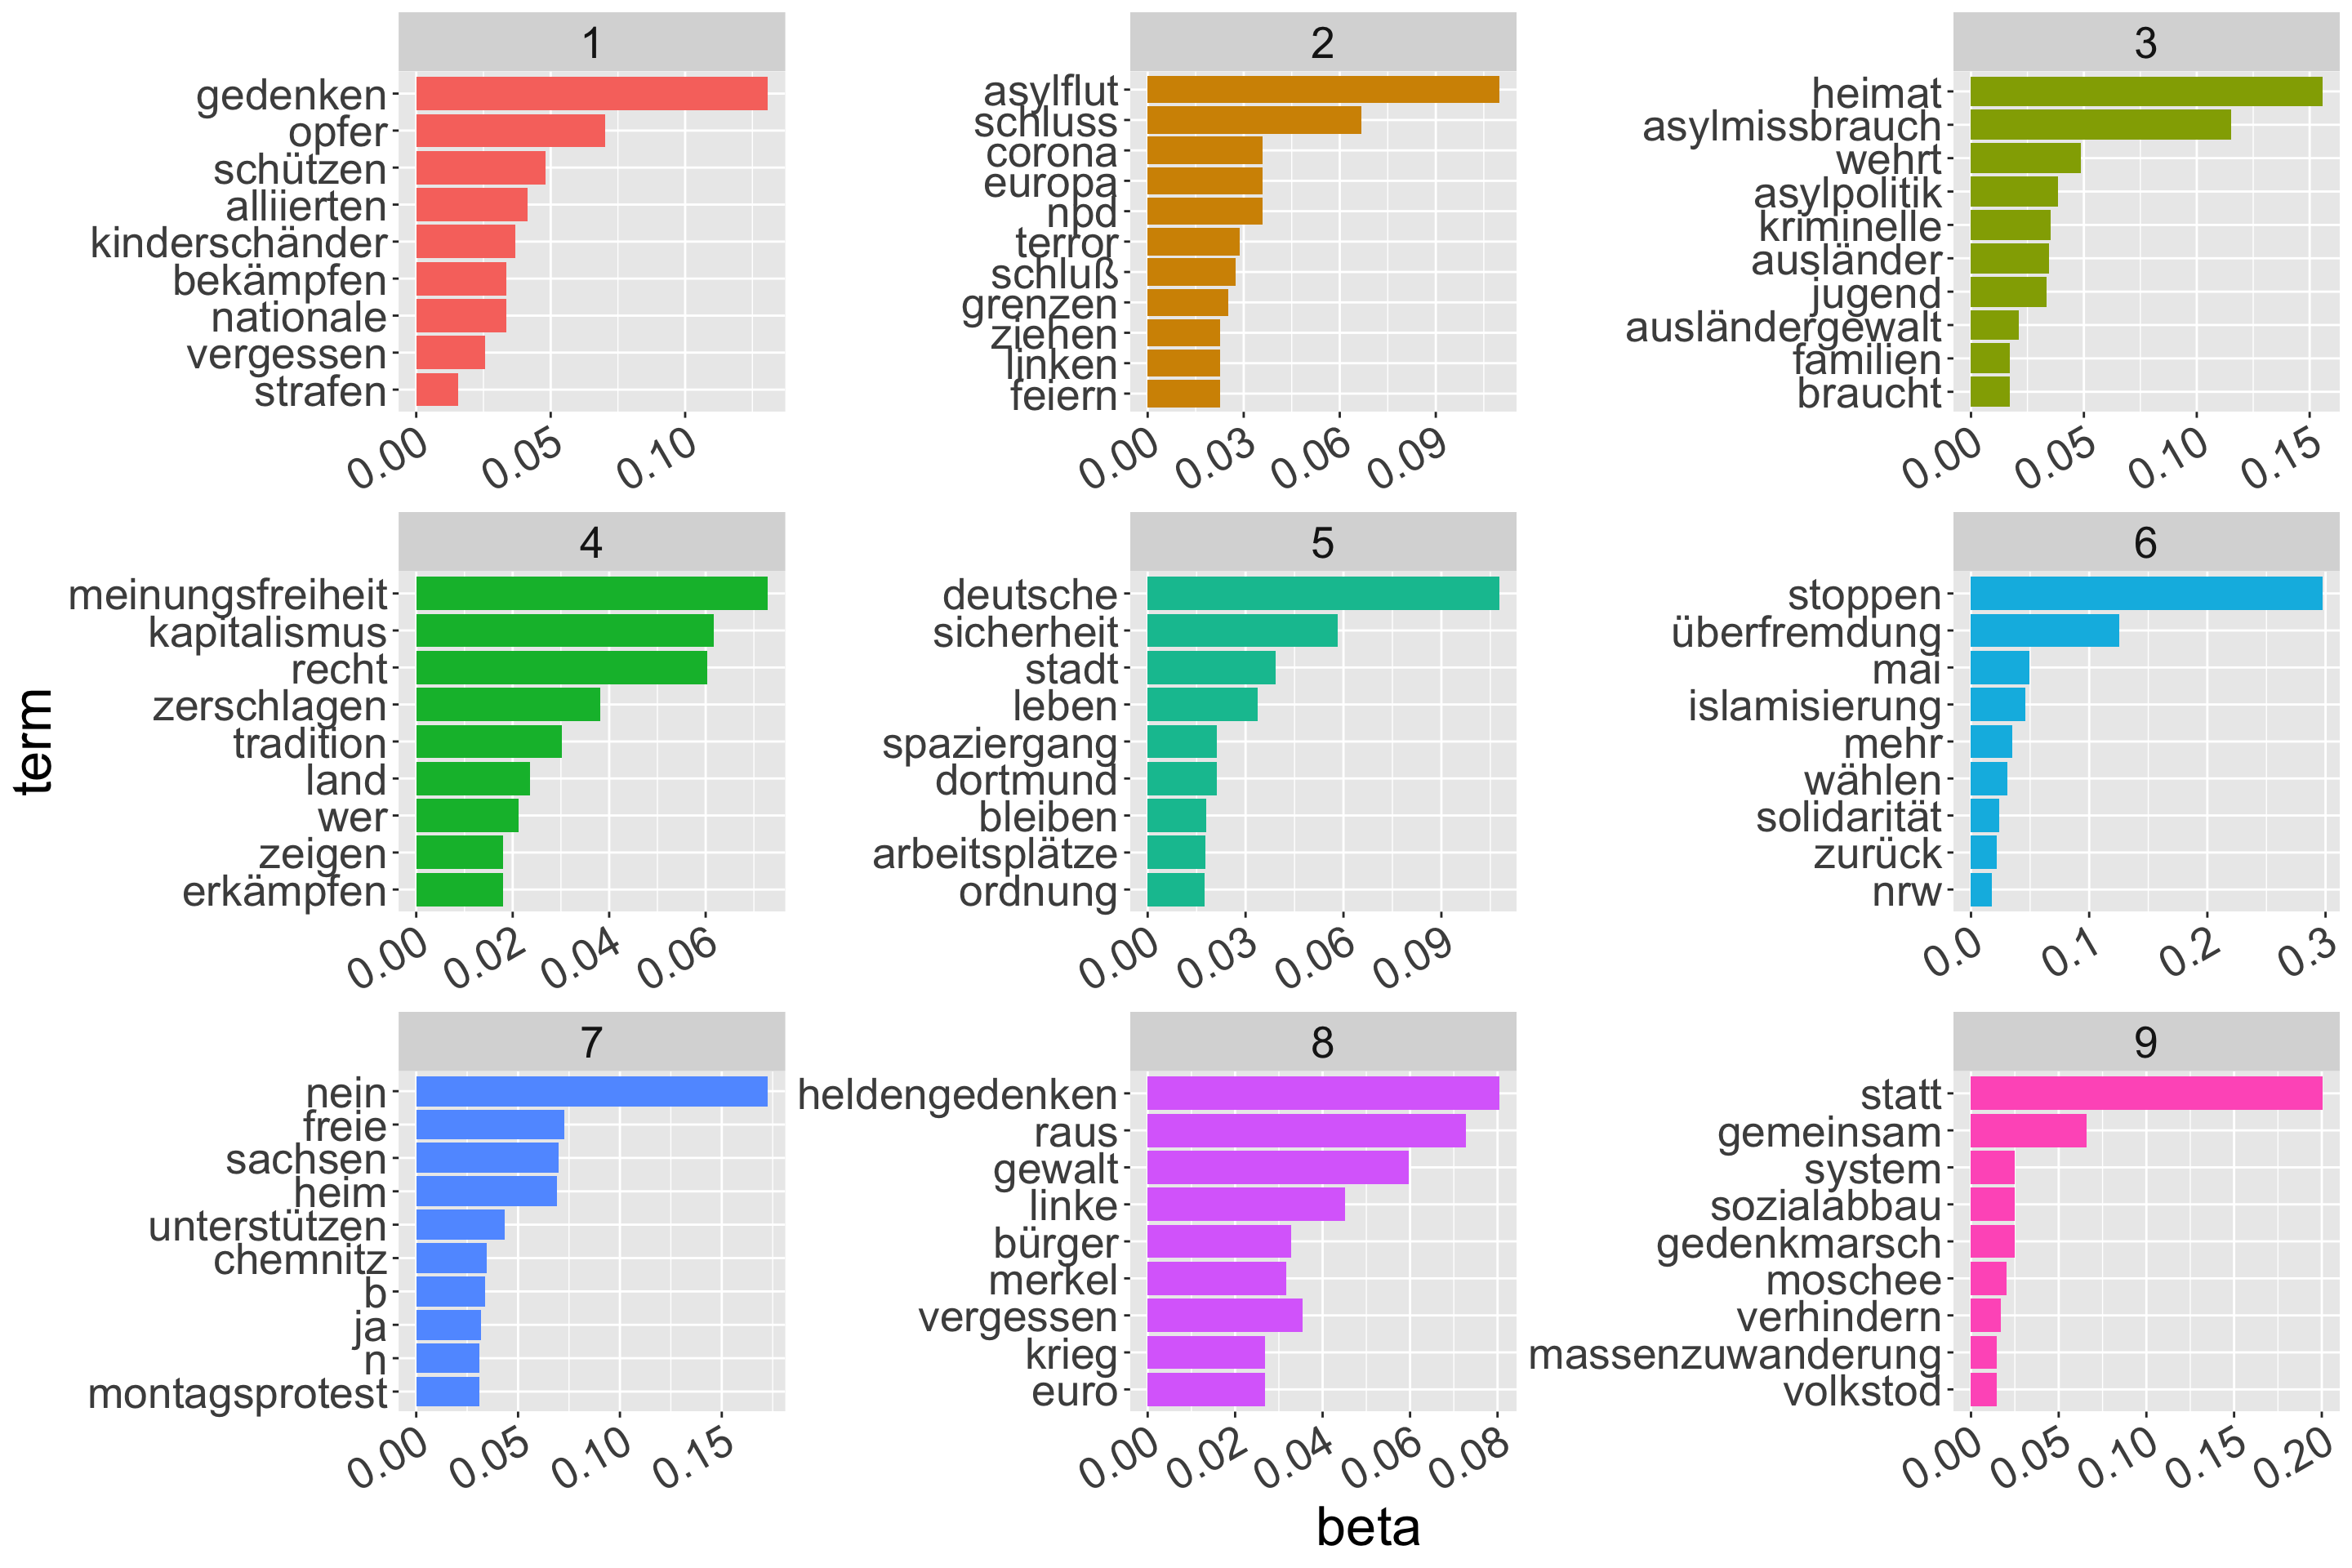 1
gedenken
opfer
schützen
alliierten
kinderschänder
bekämpfen
nationale
vergessen
strafen
0.00 0.05 0.10
2
asylflut
schluss
corona
europa
npd
terror
schluß
grenzen
ziehen
linken
feiern
0.00 0.03 0.06 0.09
3
heimat
asylmissbrauch
wehrt
asylpolitik
kriminelle
ausländer
jugend
ausländergewalt
familien
braucht
0.00 0.05 0.10 0.15
term
4
meinungsfreiheit
kapitalismus
recht
zerschlagen
tradition
land
wer
zeigen
erkämpfen
0.00 0.02 0.04 0.06
5
deutsche
sicherheit
stadt
leben
spaziergang
dortmund
bleiben
arbeitsplätze
ordnung
0.00 0.03 0.06 0.09
6
stoppen
überfremdung
mai
islamisierung
mehr
wählen
solidarität
zurück
nrw
0.0 0.1 0.2 0.3
7
nein
freie
sachsen
heim
unterstützen
chemnitz
b
ja
n
montagsprotest
0.00 0.05 0.10 0.15
8
heldengedenken
raus
gewalt
linke
bürger
merkel
vergessen
krieg
euro
0.00 0.02 0.04 0.06 0.08
9
statt
gemeinsam
system
sozialabbau
gedenkmarsch
moschee
verhindern
massenzuwanderung
volkstod
0.00 0.05 0.10 0.15 0.20
beta